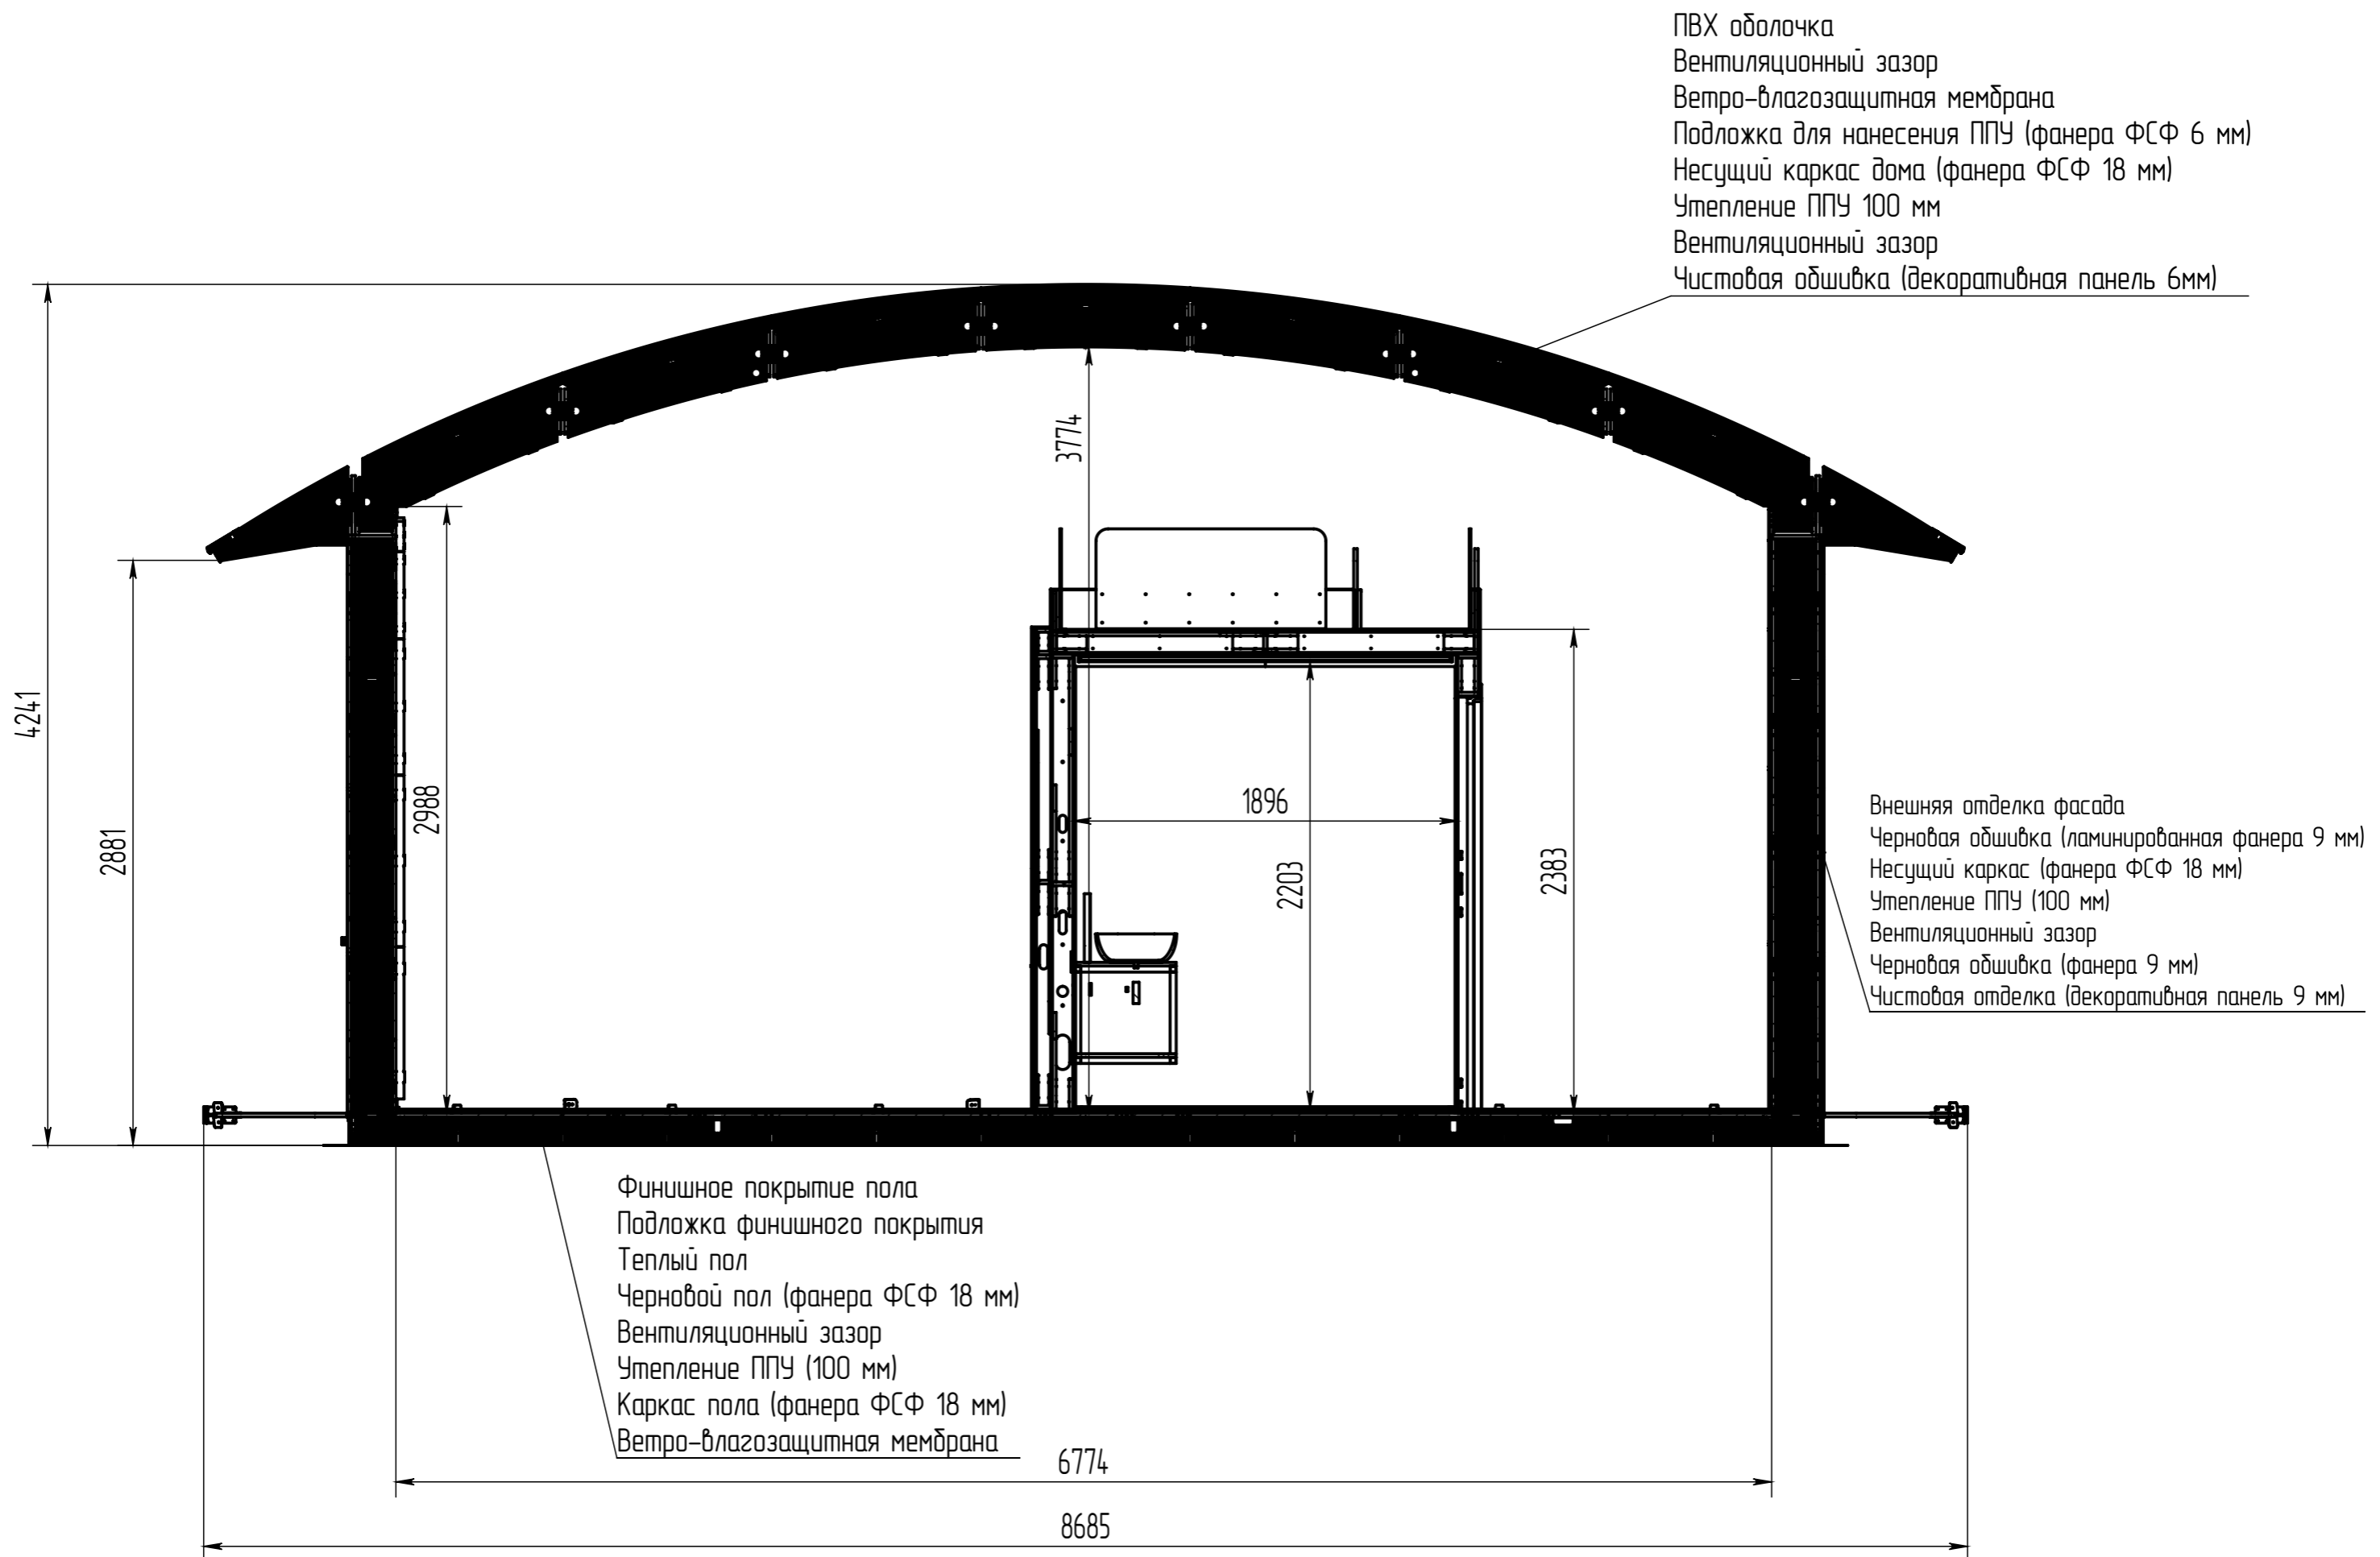 ПВХ оболочка
Вентиляционный зазор
Ветро-влагозащитная мембрана
Подложка для нанесения ППУ (фанера ФСФ 6 мм)
Несущий каркас дома (фанера ФСФ 18 мм)
Утепление ППУ 100 мм
Вентиляционный зазор
Чистовая обшивка (декоративная панель 6мм)
3774
4241
2881
2988
1896
2203
2383
Внешняя отделка фасада
Черновая обшивка (ламинированная фанера 9 мм)
Несущий каркас (фанера ФСФ 18 мм)
Утепление ППУ (100 мм)
Вентиляционный зазор
Черновая обшивка (фанера 9 мм)
Чистовая отделка (декоративная панель 9 мм)
Финишное покрытие пола
Подложка финишного покрытия
Теплый пол
Черновой пол (фанера ФСФ 18 мм)
Вентиляционный зазор
Утепление ППУ (100 мм)
Каркас пола (фанера ФСФ 18 мм)
Ветро-влагозащитная мембрана
6774
8685